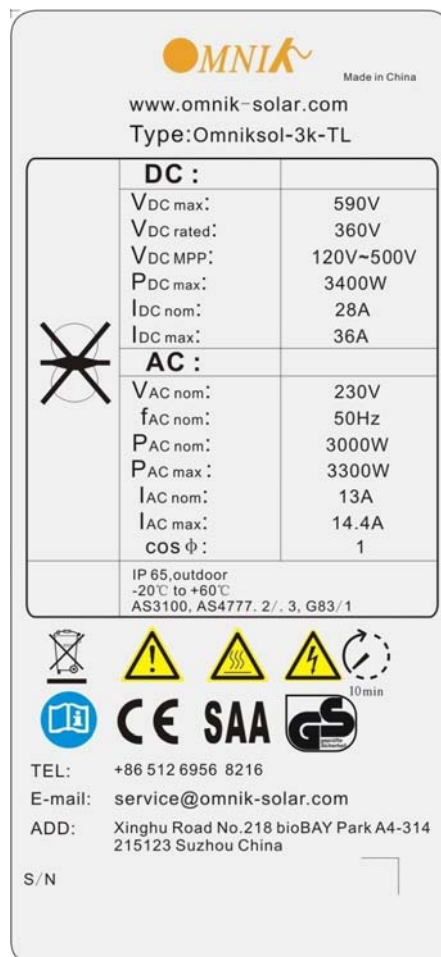 OMNIK
Made in China
www.omnik-solar.com
Type:Omniksol-3k-TL
DC :
VDC max: 590V
VDC rated: 360V
VDC MPP: 120V~500V
PDC max: 3400W
IDC nom: 28A
IDC max: 36A
AC :
VAC nom: 230V
fAC nom: 50Hz
PAC nom: 3000W
PAC max: 3300W
IAC nom: 13A
IAC max: 14.4A
cos ϕ: 1
IP 65,outdoor
-20℃ to +60℃
AS3100, AS4777. 2/. 3, G83/1
10min
i CE SAA GS
geprüfte
Sicherheit
TEL: +86 512 6956 8216
E-mail: service@omnik-solar.com
ADD: Xinghu Road No.218 bioBAY Park A4-314
215123 Suzhou China
S/N